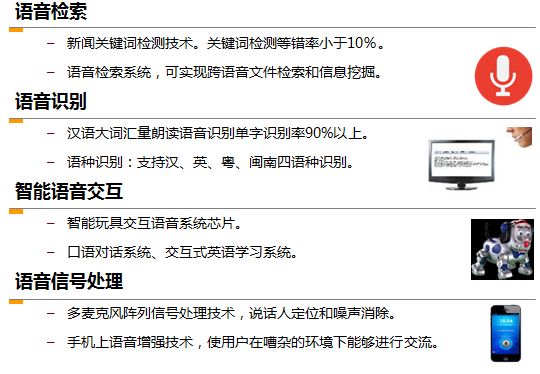 语音检索
– 新闻关键词检测技术。关键词检测等错率小于10%。
– 语音检索系统，可实现跨语音文件检索和信息挖掘。
语音识别
– 汉语大词汇量朗读语音识别单字识别率90%以上。
– 语种识别：支持汉、英、粤、闽南四语种识别。
智能语音交互
– 智能玩具交互语音系统芯片。
– 口语对话系统、交互式英语学习系统。
语音信号处理
– 多麦克风阵列信号处理技术，说话人定位和噪声消除。
– 手机上语音增强技术，使用户在嘈杂的环境下能够进行交流。